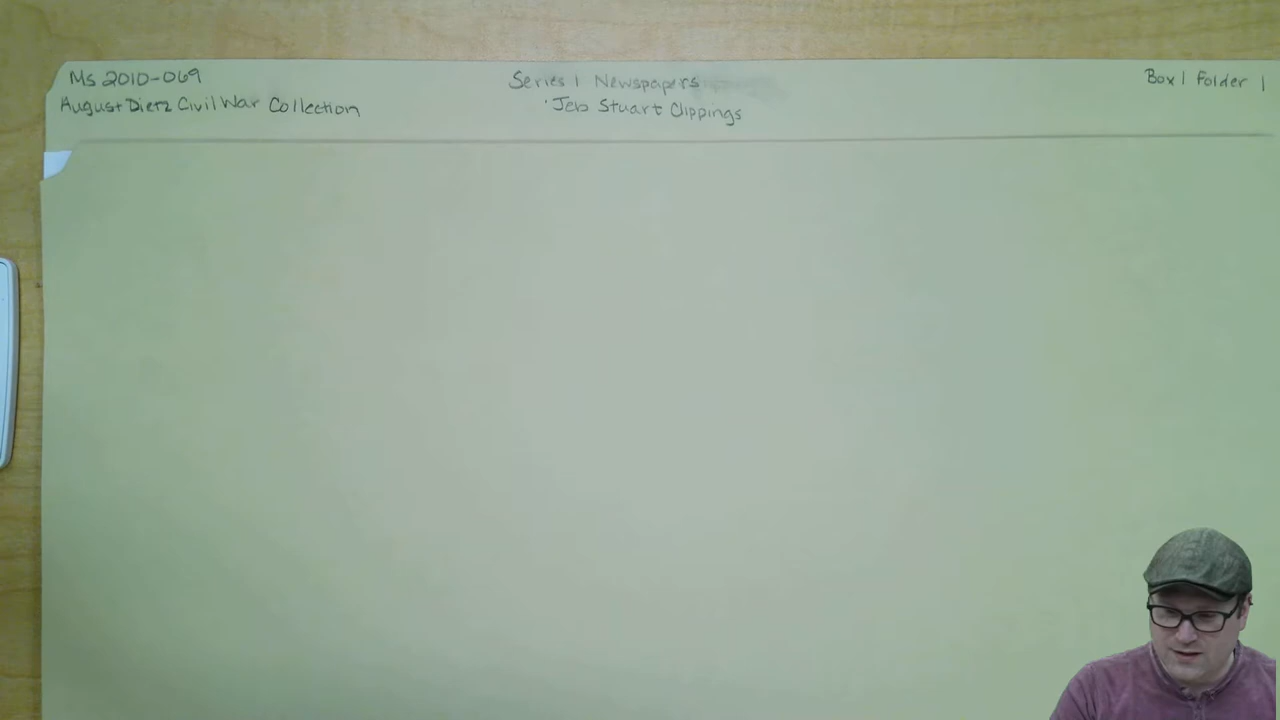 Ms 2010-069
August Dietz Civil War Collection
Series 1 Newspapers
Jeb Stuart Clippings
Box 1 Folder 1